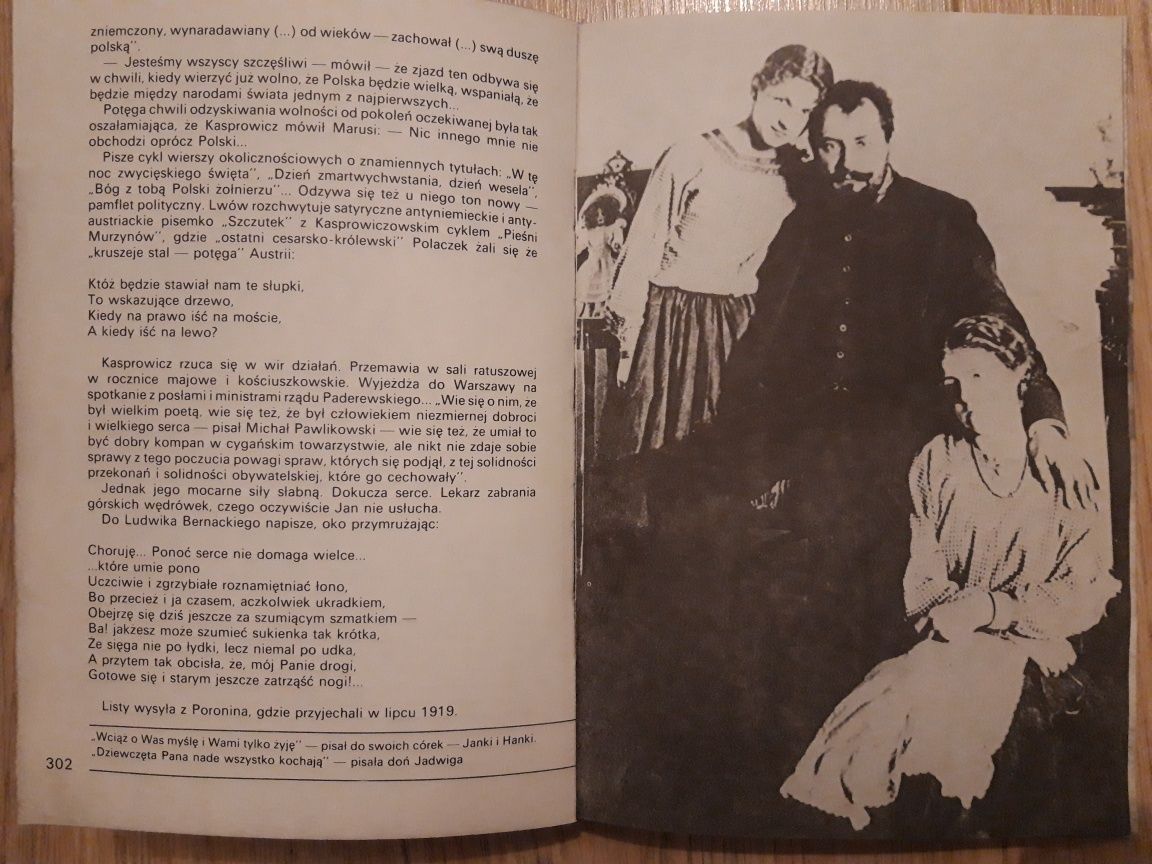 zniemczony, wynaradawiany (...) od wieków — zachował (...) swą duszę
polską".
— Jesteśmy wszyscy szczęśliwi — mówił — że zjazd ten odbywa się
w chwili, kiedy wierzyć już wolno, że Polska będzie wielką, wspaniałą, że
będzie między narodami świata jednym z najpierwszych...
Potęga chwili odzyskiwania wolności od pokoleń oczekiwanej była tak
oszałamiająca, że Kasprowicz mówił Marusi: — Nic innego mnie nie
obchodzi oprócz Polski...
Pisze cykl wierszy okolicznościowych o znamiennych tytułach: „W tę
noc zwycięskiego święta", „Dzień zmartwychwstania, dzień wesela",
„Bóg z tobą Polski żołnierzu"... Odzywa się też u niego ton nowy —
pamflet polityczny. Lwów rozchwytuje satyryczne antyniemieckie i anty-
austriackie pisemko „Szczutek" z Kasprowiczowskim cyklem „Pieśni
Murzynów", gdzie „ostatni cesarsko-królewski" Polaczek żali się że
„kruszeje stal — potęga" Austrii:
Któż będzie stawiał nam te słupki,
To wskazujące drzewo,
Kiedy na prawo iść na moście,
A kiedy iść na lewo?
Kasprowicz rzuca się w wir działań. Przemawia w sali ratuszowej
w rocznice majowe i kościuszkowskie. Wyjeżdża do Warszawy na
spotkanie z posłami i ministrami rządu Paderewskiego... „Wie się o nim, że
był wielkim poetą, wie się też, że był człowiekiem niezmiernej dobroci
i wielkiego serca — pisał Michał Pawlikowski — wie się też, że umiał to
być dobry kompan w cygańskim towarzystwie, ale nikt nie zdaje sobie
sprawy z tego poczucia powagi spraw, których się podjął, z tej solidności
przekonań i solidności obywatelskiej, które go cechowały".
Jednak jego mocarne siły słabną. Dokucza serce. Lekarz zabrania
górskich wędrówek, czego oczywiście Jan nie usłucha.
Do Ludwika Bernackiego napisze, oko przymrużając:
Choruję... Ponoć serce nie domaga wielce...
...które umie pono
Uczciwie i zgrzybiałe roznamiętniać łono,
Bo przecież i ja czasem, aczkolwiek ukradkiem,
Obejrzę się dziś jeszcze za szumiącym szmatkiem —
Ba! jakżesz może szumieć sukienka tak krótka,
Że sięga nie po łydki, lecz niemal po udka,
A przytem tak obcisła, że, mój Panie drogi,
Gotowe się i starym jeszcze zatrząść nogi!...
Listy wysyła z Poronina, gdzie przyjechali w lipcu 1919.
„Wciąż o Was myślę i Wami tylko żyję" — pisał do swoich córek — Janki i Hanki.
„Dziewczęta Pana nade wszystko kochają" — pisała doń Jadwiga
302